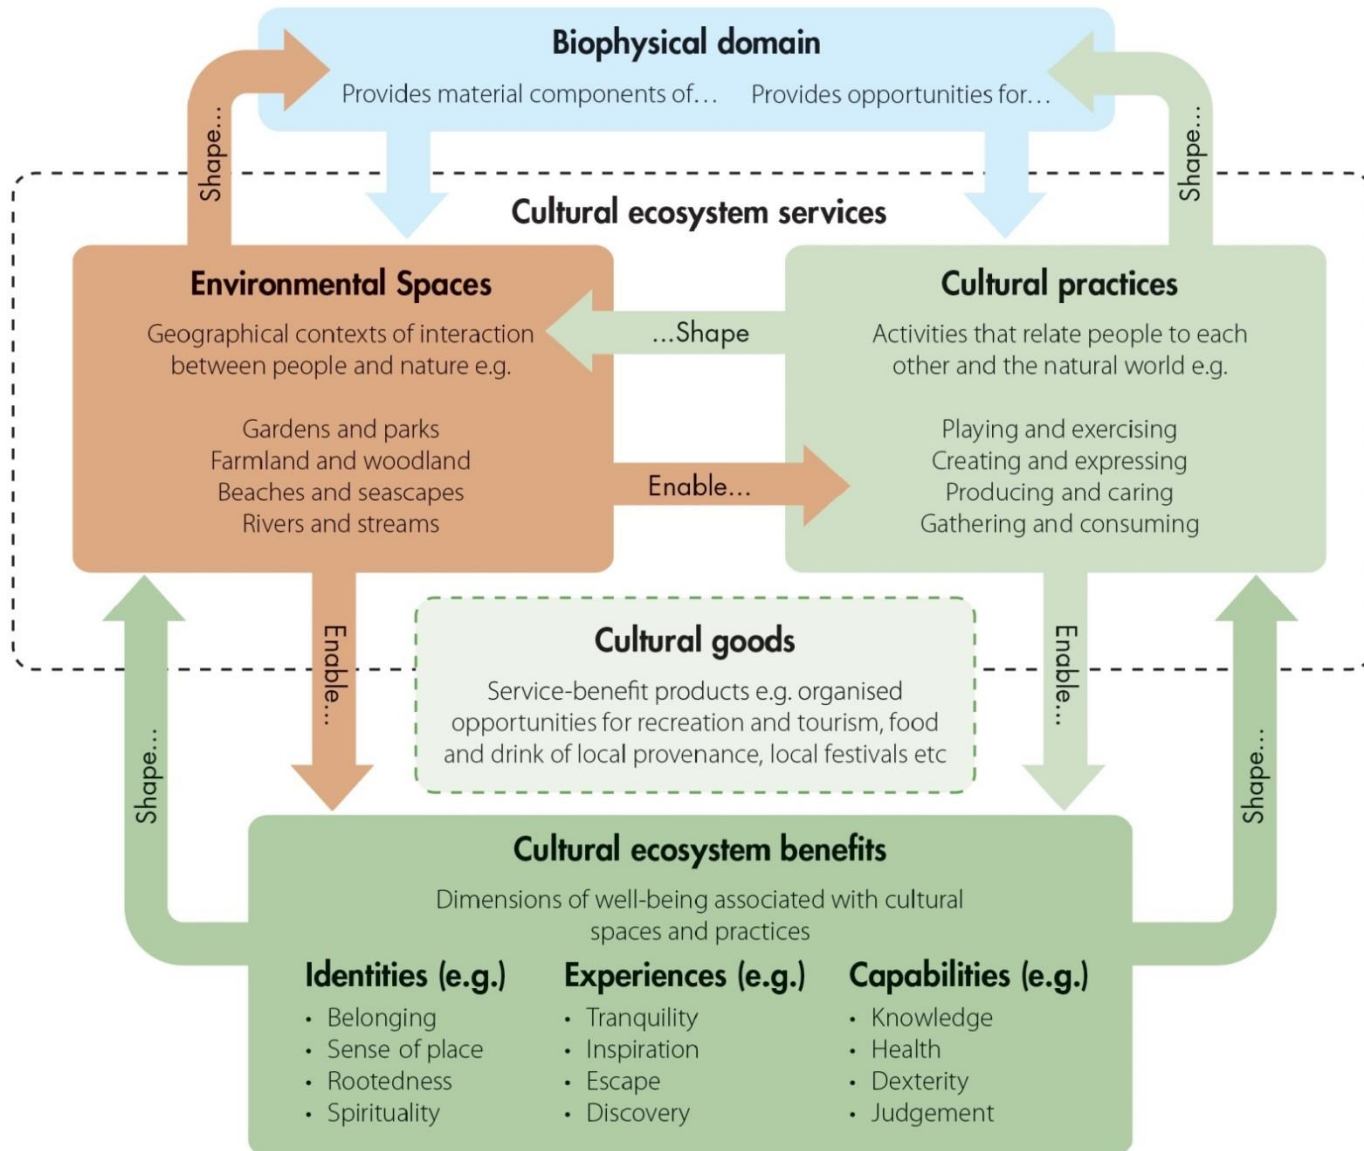 Biophysical domain
Provides material components of…
Provides opportunities for…
Shape…
Shape…
Cultural ecosystem services
Environmental Spaces
Geographical contexts of interaction
between people and nature e.g.
Gardens and parks
Farmland and woodland
Beaches and seascapes
Rivers and streams
…Shape
Enable…
Cultural practices
Activities that relate people to each
other and the natural world e.g.
Playing and exercising
Creating and expressing
Producing and caring
Gathering and consuming
Enable…
Enable…
Cultural goods
Service-benefit products e.g. organised
opportunities for recreation and tourism, food
and drink of local provenance, local festivals etc
Shape…
Shape…
Cultural ecosystem benefits
Dimensions of well-being associated with cultural
spaces and practices
Identities (e.g.)
• Belonging
• Sense of place
• Rootedness
• Spirituality
Experiences (e.g.)
• Tranquility
• Inspiration
• Escape
• Discovery
Capabilities (e.g.)
• Knowledge
• Health
• Dexterity
• Judgement